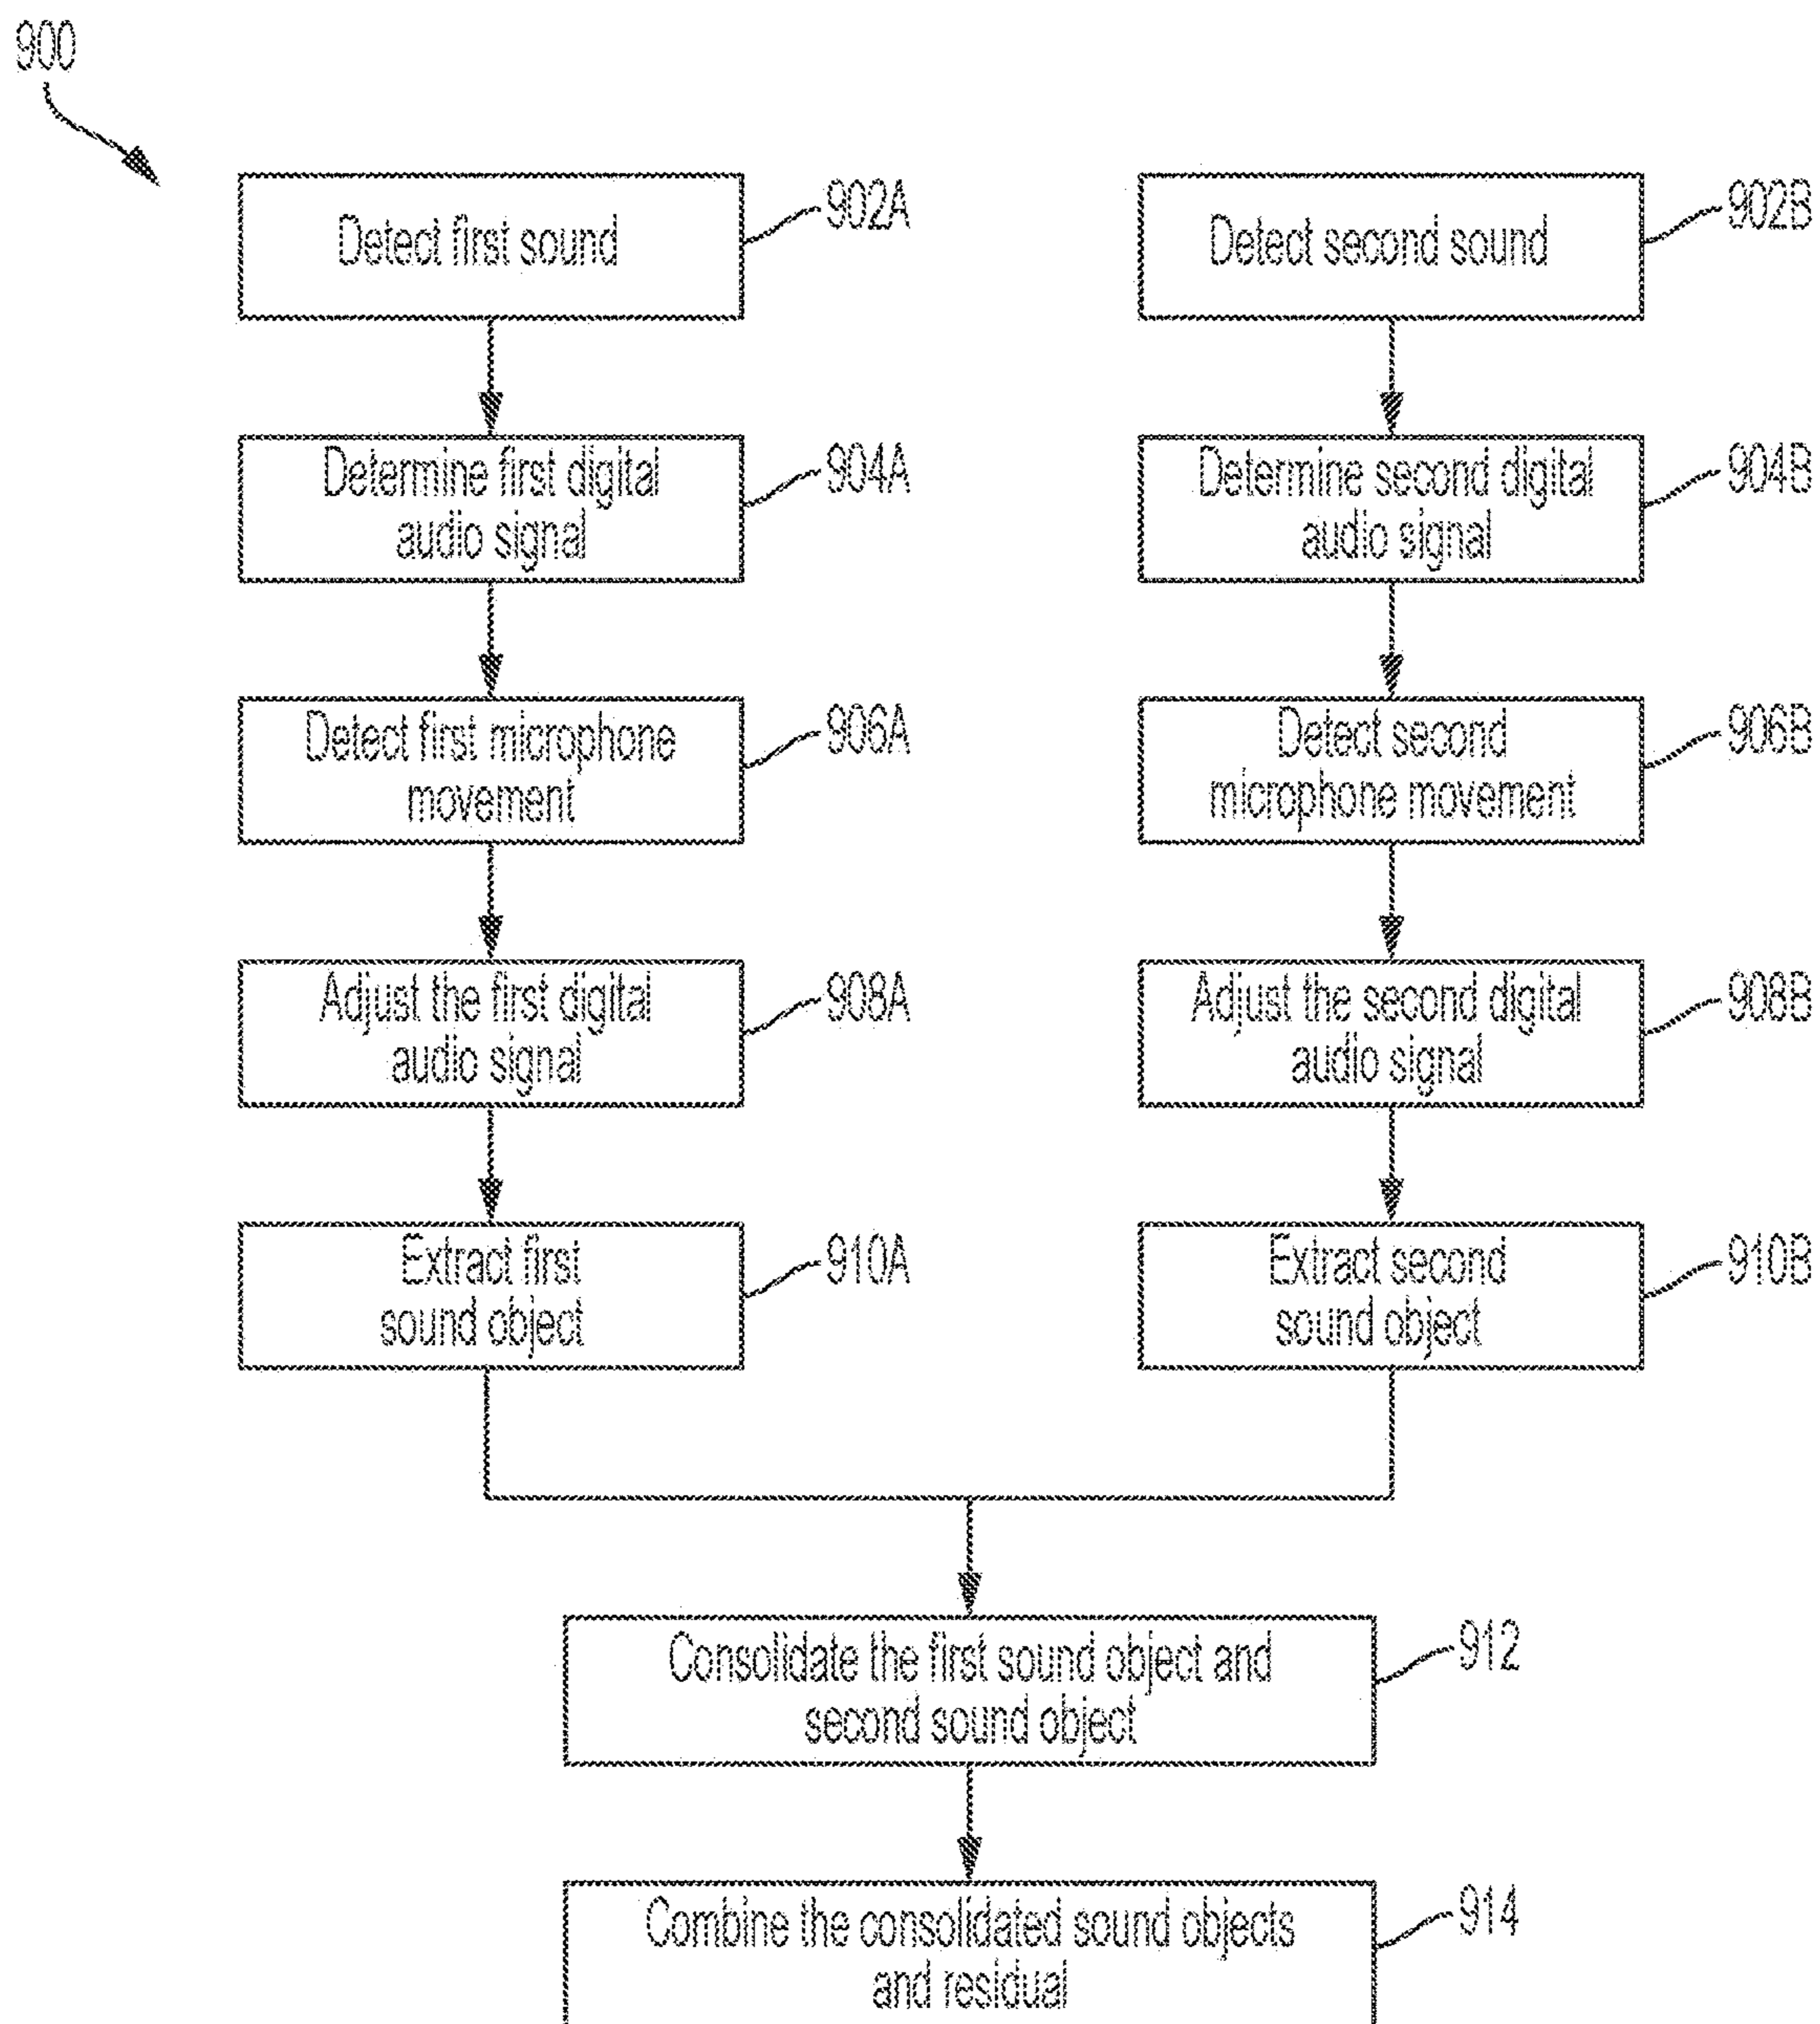 900
Detect first sound
902A
Detect second sound
902B
Determine first digital
audio signal
904A
Determine second digital
audio signal
904B
Detect first microphone
movement
906A
Detect second
microphone movement
906B
Adjust the first digital
audio signal
908A
Adjust the second digital
audio signal
908B
Extract first
sound object
910A
Extract second
sound object
910B
Consolidate the first sound object and
second sound object
912
Combine the consolidated sound objects
and residual
914